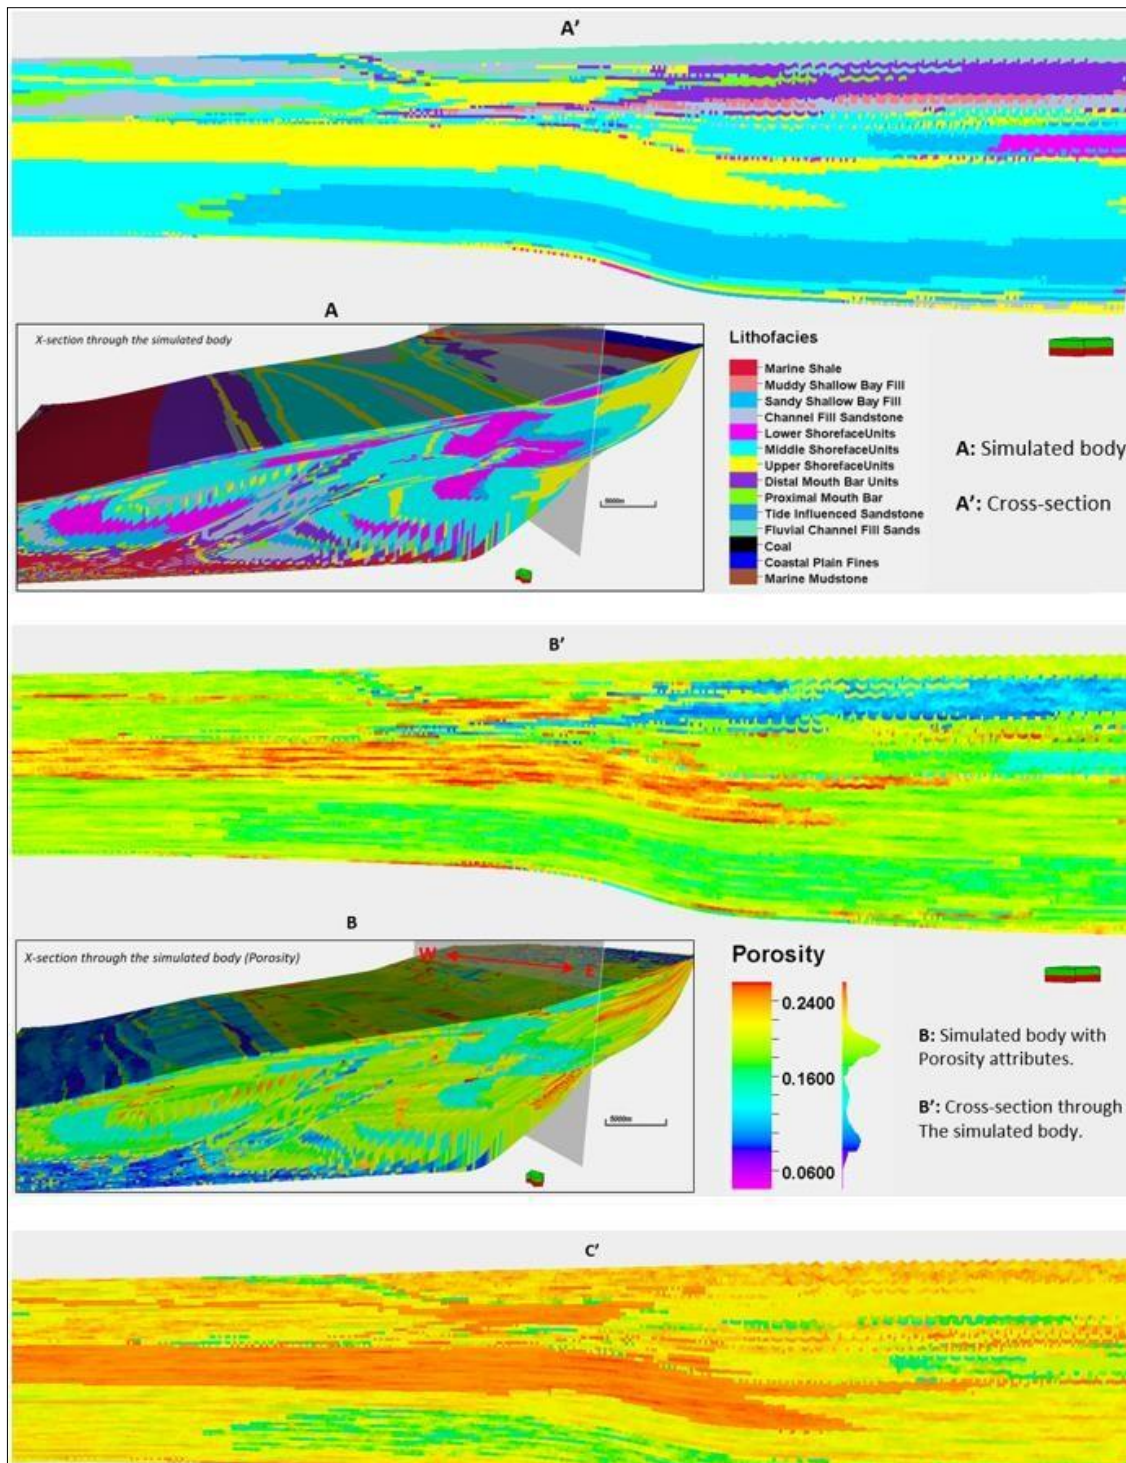 A'
A
X-section through the simulated body
5000m
Lithofacies
Marine Shale
Muddy Shallow Bay Fill
Sandy Shallow Bay Fill
Channel Fill Sandstone
Lower ShorefaceUnits
Middle ShorefaceUnits
Upper ShorefaceUnits
Distal Mouth Bar Units
Proximal Mouth Bar
Tide Influenced Sandstone
Fluvial Channel Fill Sands
Coal
Coastal Plain Fines
Marine Mudstone
A: Simulated body
A': Cross-section
B'
B
X-section through the simulated body (Porosity)
W
E
5000m
Porosity
0.2400
0.1600
0.0600
B: Simulated body with
Porosity attributes.
B': Cross-section through
The simulated body.
C'